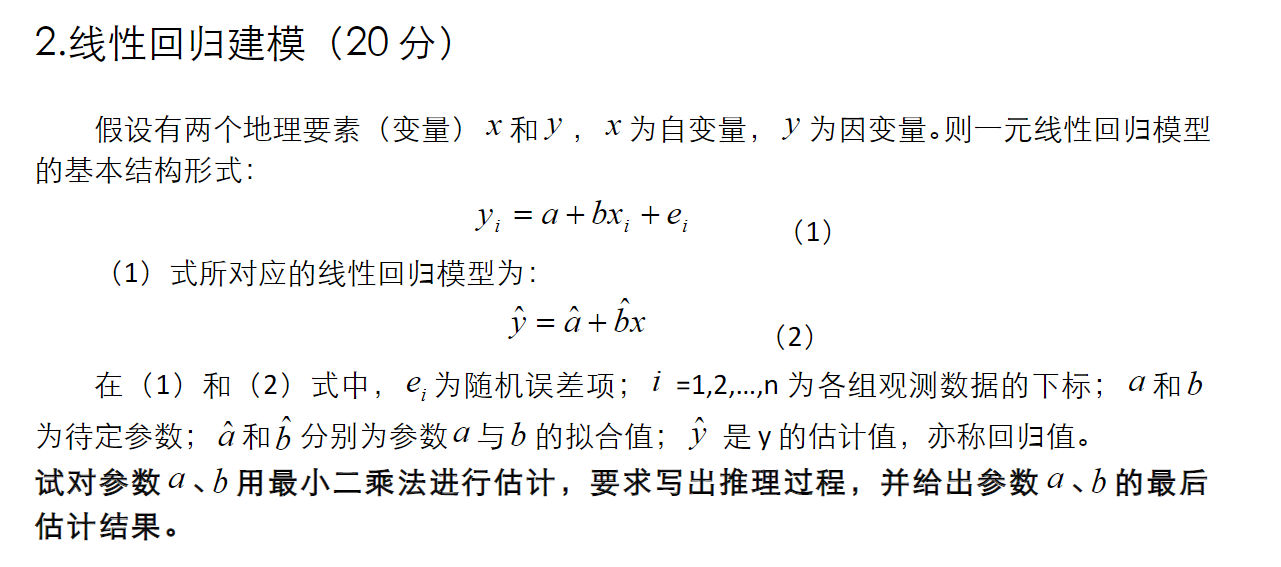 2.线性回归建模（20 分）
假设有两个地理要素（变量）x 和 y ， x 为自变量， y 为因变量。则一元线性回归模型
的基本结构形式：
yᵢ = a + bxᵢ + eᵢ （1）
（1）式所对应的线性回归模型为：
ŷ = â + b̂x （2）
在（1）和（2）式中，eᵢ 为随机误差项；i =1,2,…,n 为各组观测数据的下标；a 和 b
为待定参数；â 和 b̂ 分别为参数 a 与 b 的拟合值；ŷ 是 y 的估计值，亦称回归值。
试对参数 a、b 用最小二乘法进行估计，要求写出推理过程，并给出参数 a、b 的最后
估计结果。